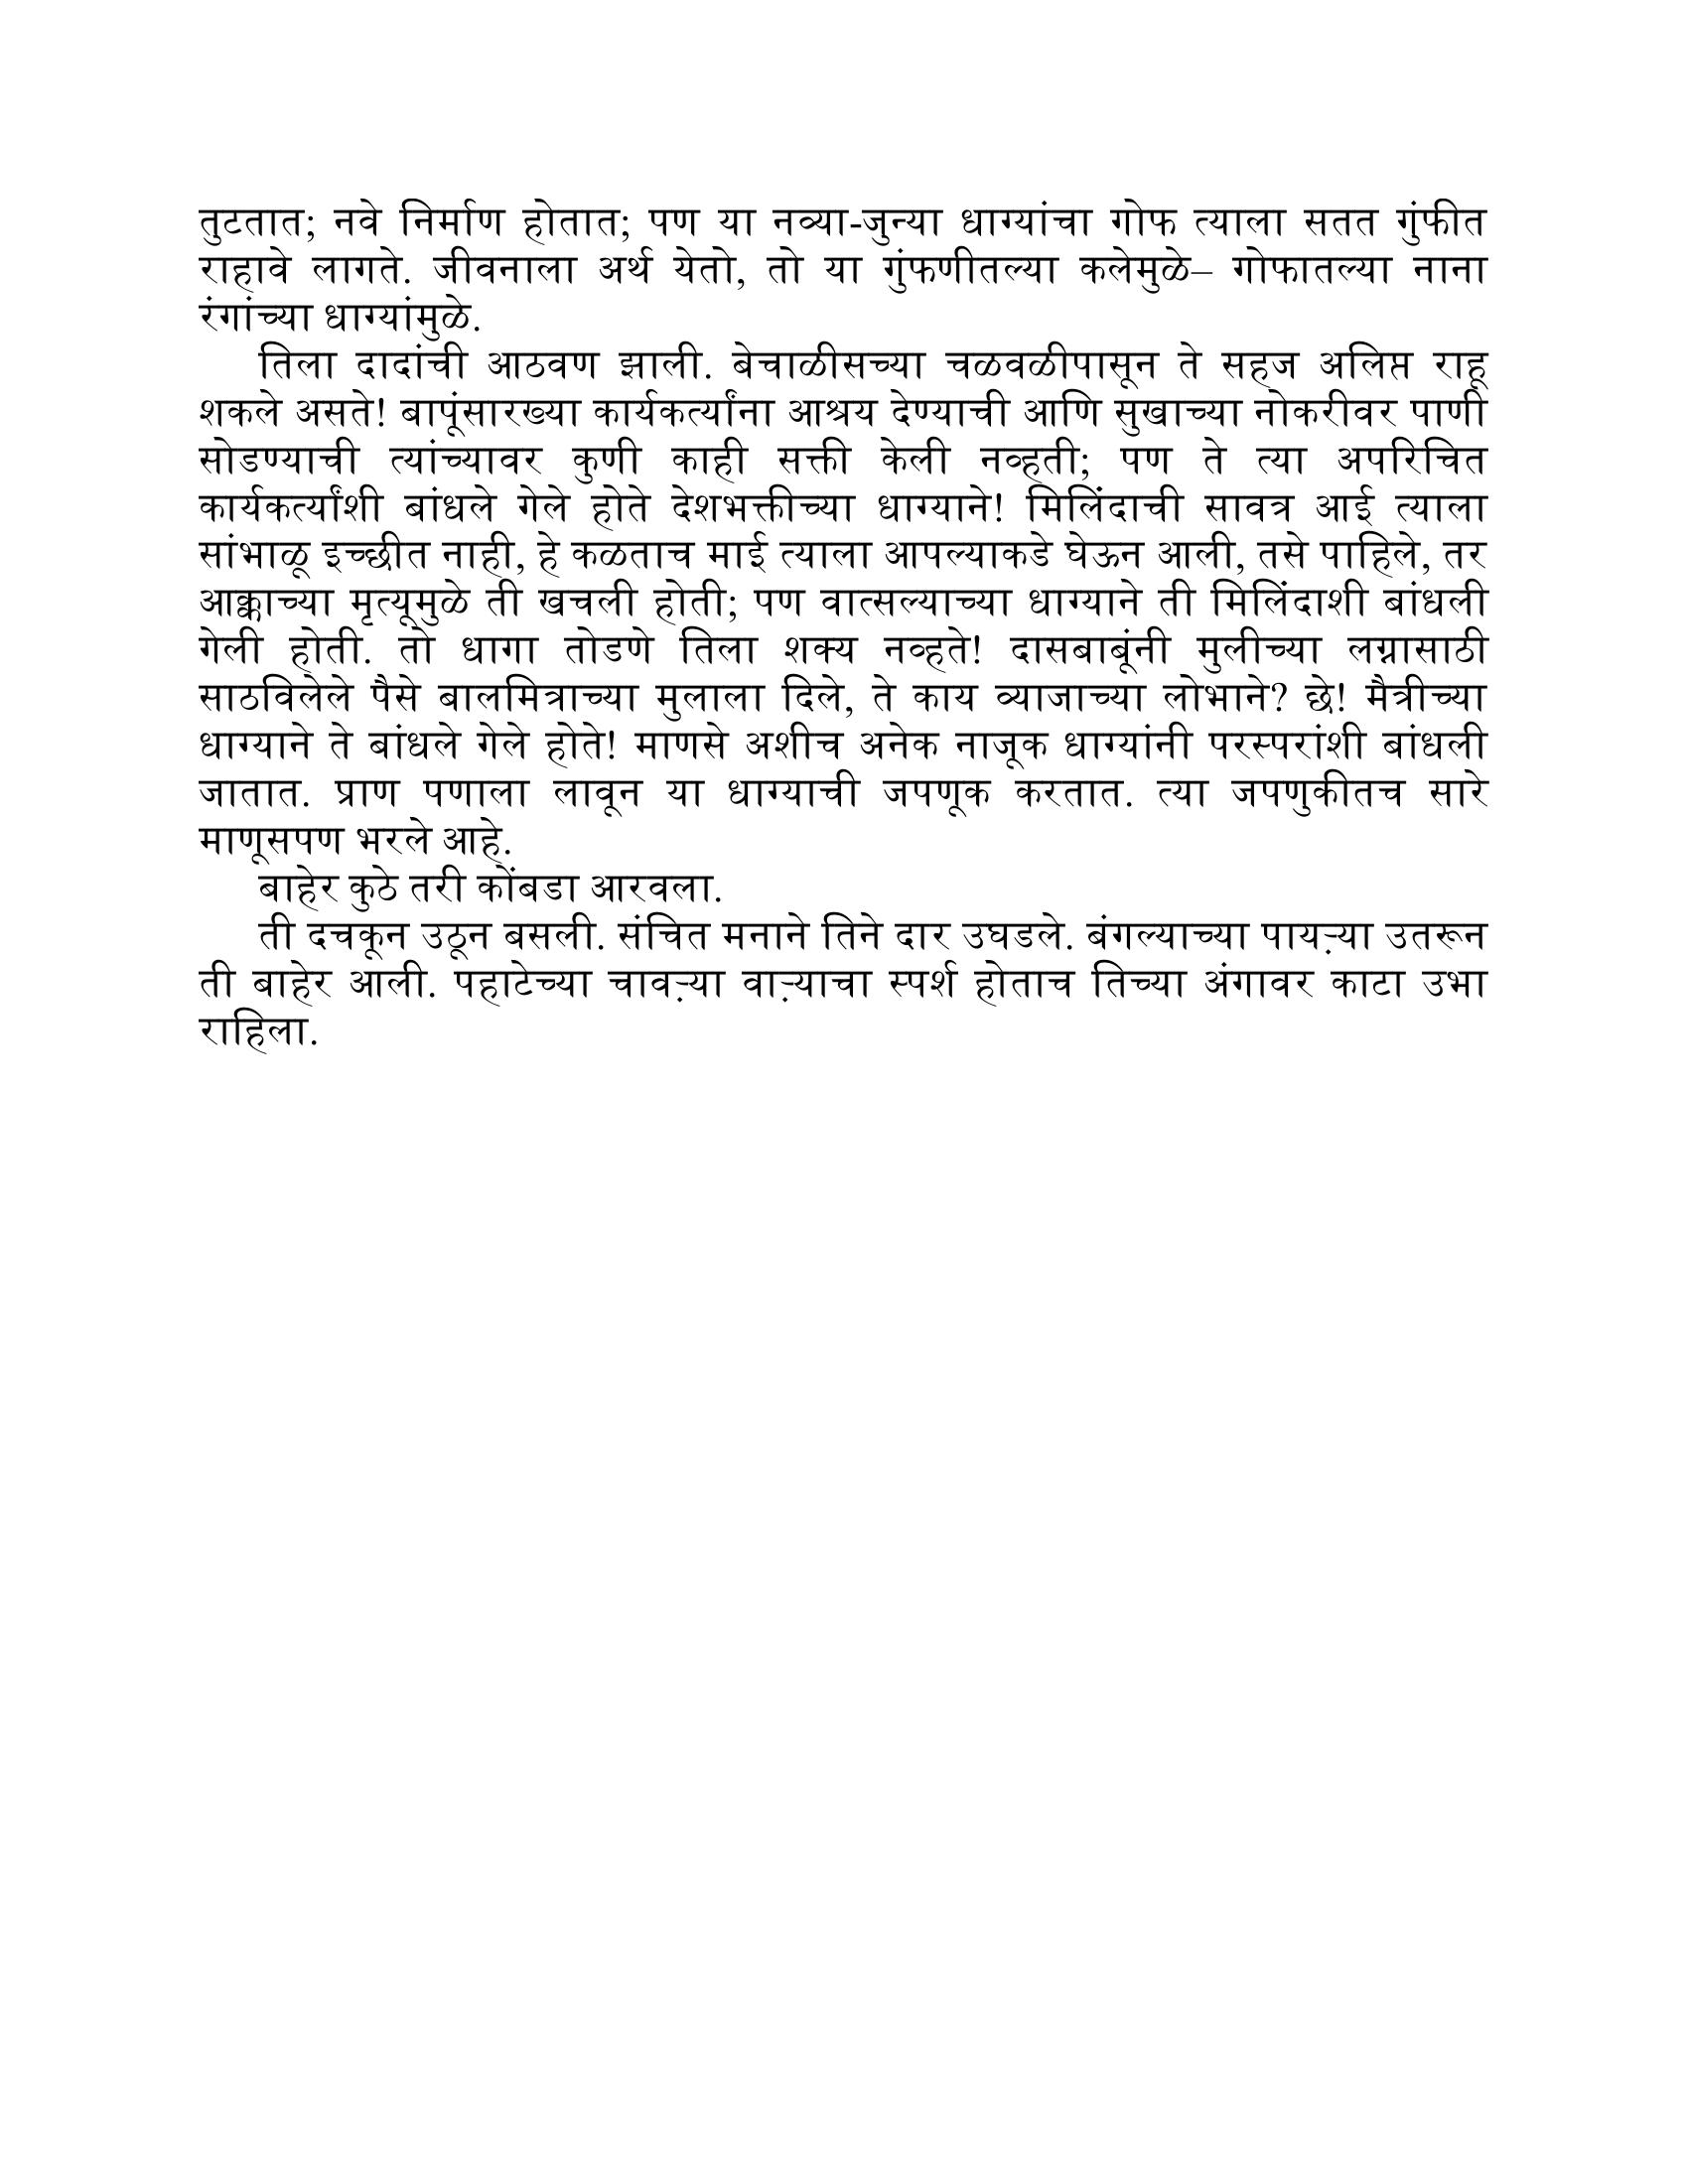 तुटतात; नवे निर्माण होतात; पण या नव्या-जुन्या धाग्यांचा गोफ त्याला सतत गुंफीत
राहावे लागते. जीवनाला अर्थ येतो, तो या गुंफणीतल्या कलेमुळे– गोफातल्या नाना
रंगांच्या धाग्यांमुळे.
तिला दादांची आठवण झाली. बेचाळीसच्या चळवळीपासून ते सहज अलिप्त राहू
शकले असते! बापूंसारख्या कार्यकर्त्यांना आश्रय देण्याची आणि सुखाच्या नोकरीवर पाणी
सोडण्याची त्यांच्यावर कुणी काही सक्ती केली नव्हती; पण ते त्या अपरिचित
कार्यकर्त्यांशी बांधले गेले होते देशभक्तीच्या धाग्याने! मिलिंदाची सावत्र आई त्याला
सांभाळू इच्छीत नाही, हे कळताच माई त्याला आपल्याकडे घेऊन आली, तसे पाहिले, तर
आक्काच्या मृत्यूमुळे ती खचली होती; पण वात्सल्याच्या धाग्याने ती मिलिंदाशी बांधली
गेली होती. तो धागा तोडणे तिला शक्य नव्हते! दासबाबूंनी मुलीच्या लग्नासाठी
साठविलेले पैसे बालमित्राच्या मुलाला दिले, ते काय व्याजाच्या लोभाने? छे! मैत्रीच्या
धाग्याने ते बांधले गेले होते! माणसे अशीच अनेक नाजूक धाग्यांनी परस्परांशी बांधली
जातात. प्राण पणाला लावून या धाग्याची जपणूक करतात. त्या जपणुकीतच सारे
माणूसपण भरले आहे.
बाहेर कुठे तरी कोंबडा आरवला.
ती दचकून उठून बसली. संचित मनाने तिने दार उघडले. बंगल्याच्या पायऱ्या उतरून
ती बाहेर आली. पहाटेच्या चावऱ्या वाऱ्याचा स्पर्श होताच तिच्या अंगावर काटा उभा
राहिला.